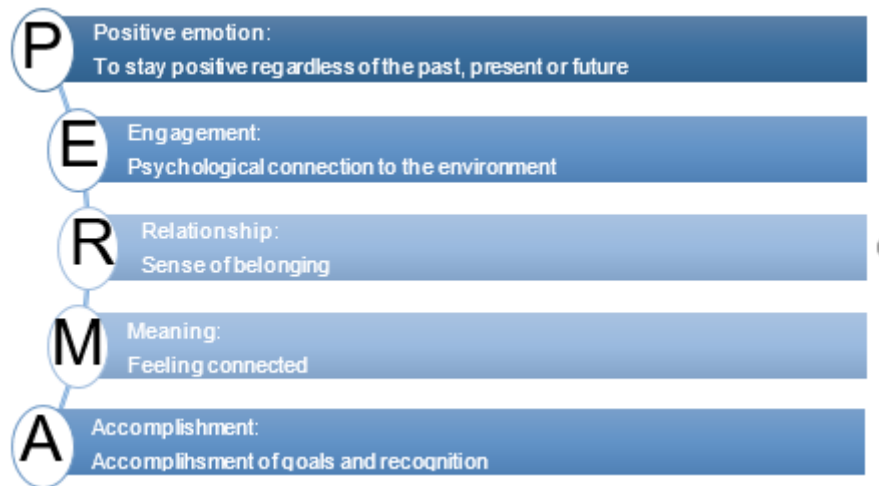 P
Positive emotion:
To stay positive regardless of the past, present or future
E
Engagement:
Psychological connection to the environment
R
Relationship:
Sense of belonging
M
Meaning:
Feeling connected
A
Accomplishment:
Accomplihsment of goals and recognition